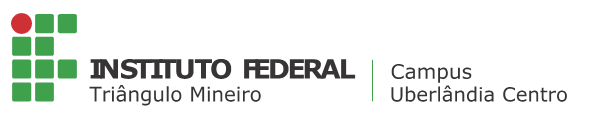 INSTITUTO FEDERAL
Triângulo Mineiro
Campus
Uberlândia Centro